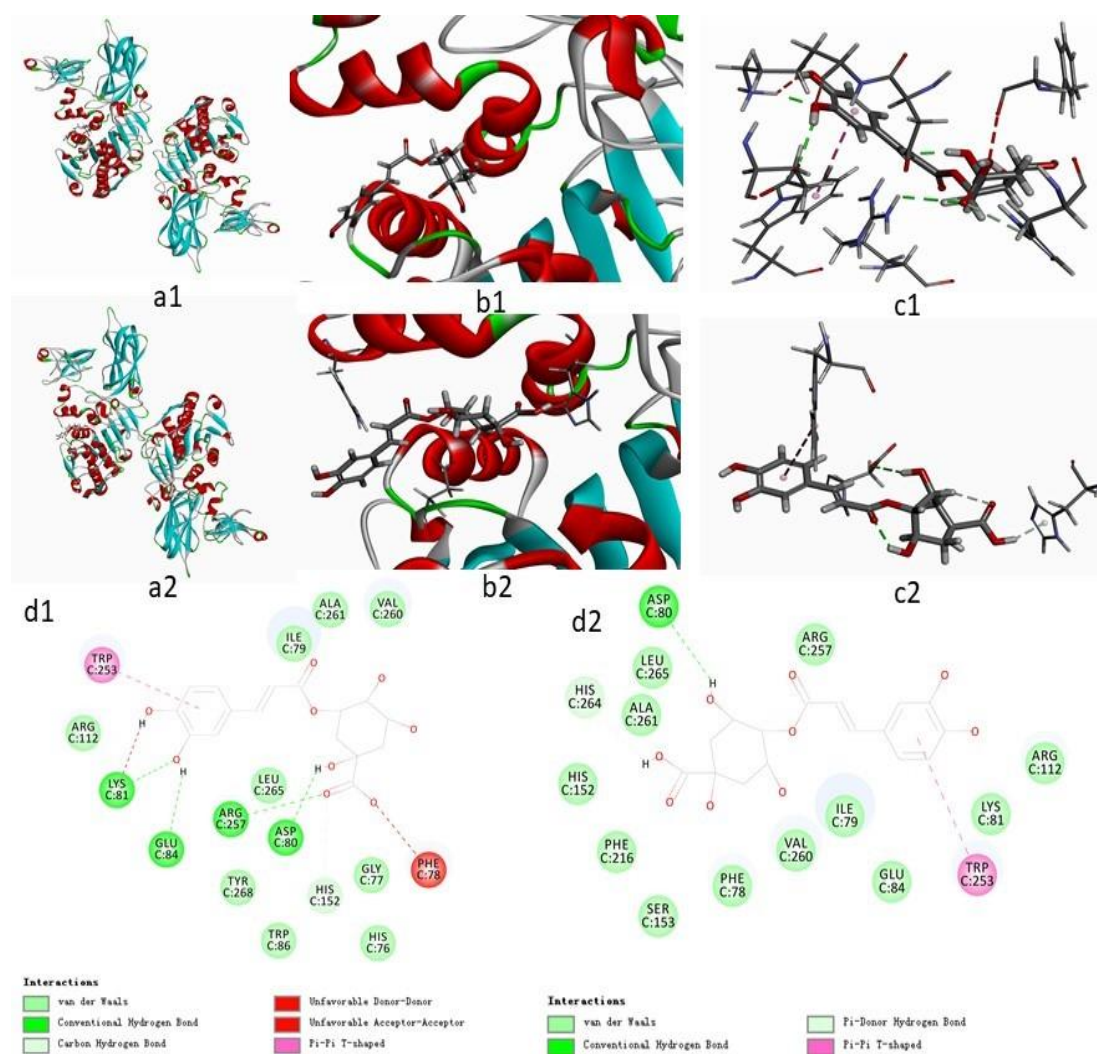 a1
b1
c1
a2
b2
c2
d1
ALA
C:261
VAL
C:260
ILE
C:79
TRP
C:253
O
O
O
O
O
H
ARG
C:112
LYS
C:81
O
H
LEU
C:265
H
O
O
O
GLU
C:84
ARG
C:257
ASP
C:80
PHE
C:78
TYR
C:268
HIS
C:152
GLY
C:77
TRP
C:86
HIS
C:76
d2
ASP
C:80
ARG
C:257
LEU
C:265
HIS
C:264
ALA
C:261
H
O
O
O
O
O
H
O
O
O
O
ARG
C:112
HIS
C:152
ILE
C:79
LYS
C:81
VAL
C:260
PHE
C:216
PHE
C:78
GLU
C:84
TRP
C:253
SER
C:153
Interactions
van der Waals
Conventional Hydrogen Bond
Carbon Hydrogen Bond
Unfavorable Donor-Donor
Unfavorable Acceptor-Acceptor
Pi-Pi T-shaped
Interactions
van der Waals
Conventional Hydrogen Bond
Pi-Donor Hydrogen Bond
Pi-Pi T-shaped